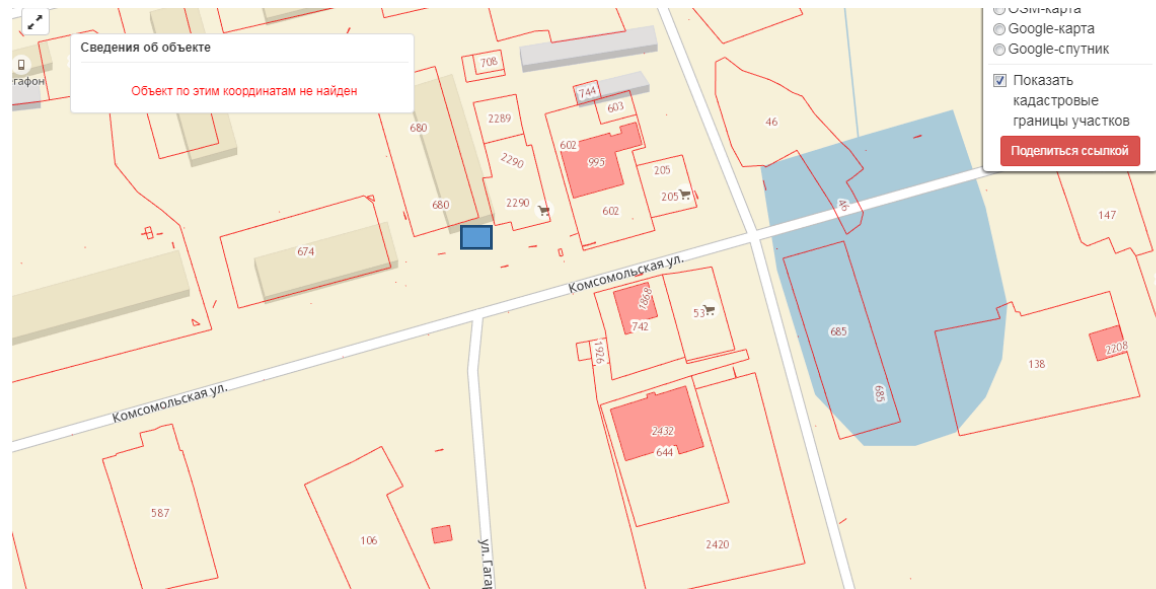 OSM-карта
Google-карта
Google-спутник
Показать
кадастровые
границы участков
Поделиться ссылкой
Сведения об объекте
Объект по этим координатам не найден
гафон
708
744
603
46
680
2289
602
995
2290
205
680
2290
205
602
46
147
674
Комсомольская ул.
1868
53
742
685
1926
138
2208
Комсомольская ул.
685
2432
644
587
106
2420
ул. Гагар